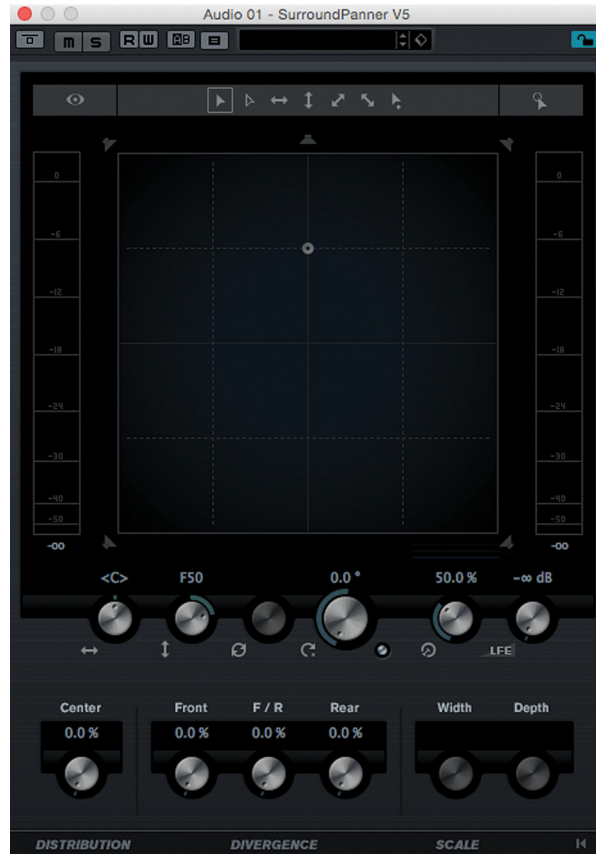 Audio 01 - SurroundPanner V5
M S R W AB
0 0
-6 -6
-12 -12
-18 -18
-24 -24
-30 -30
-40 -40
-50 -50
-oo -oo
<C> F50 0.0 ° 50.0 % -∞ dB
LFE
Center Front F / R Rear Width Depth
0.0 % 0.0 % 0.0 % 0.0 %
DISTRIBUTION DIVERGENCE SCALE